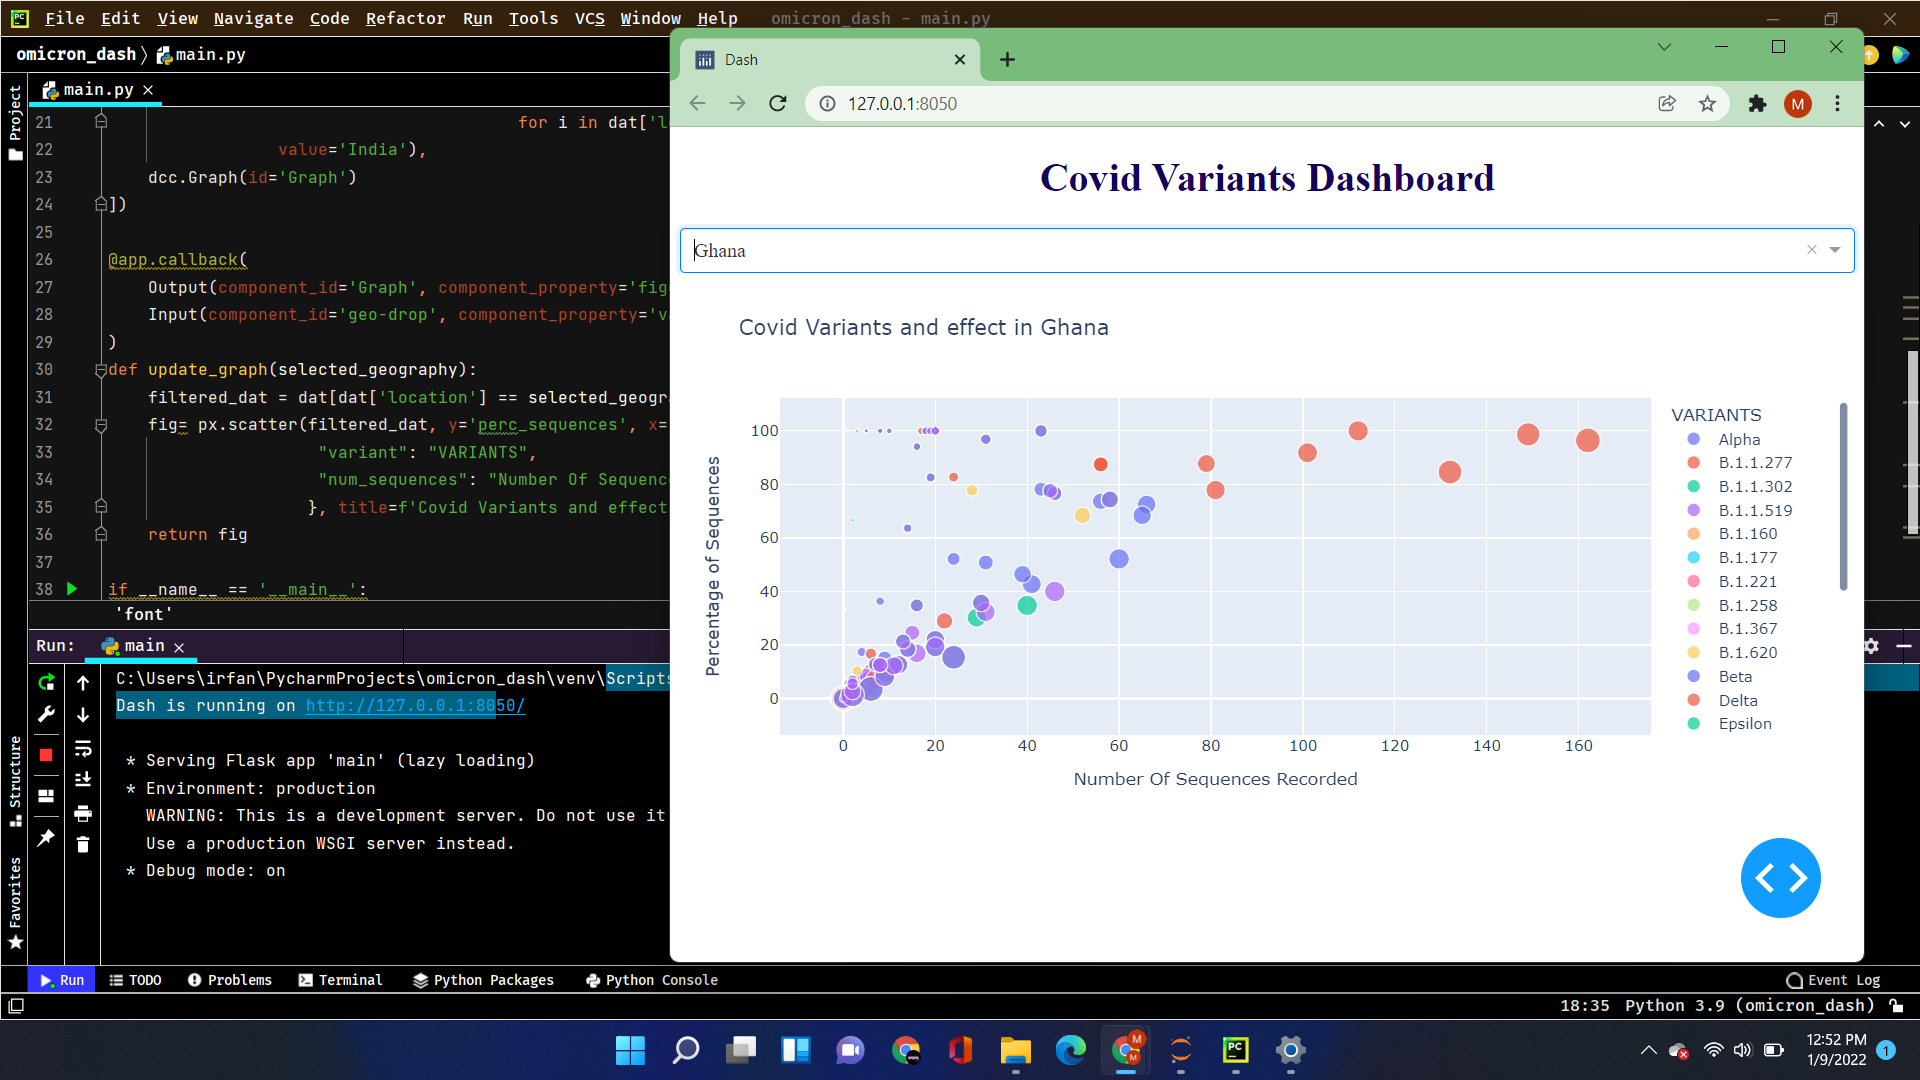 File Edit View Navigate Code Refactor Run Tools VCS Window Help omicron_dash - main.py
omicron_dash main.py
Project
main.py
21 for i in dat['l
22 value='India'),
23 dcc.Graph(id='Graph')
24 ])
25
26 @app.callback(
27 Output(component_id='Graph', component_property='fig
28 Input(component_id='geo-drop', component_property='v
29 )
30 def update_graph(selected_geography):
31 filtered_dat = dat[dat['location'] == selected_geogr
32 fig= px.scatter(filtered_dat, y='perc_sequences', x=
33 "variant": "VARIANTS",
34 "num_sequences": "Number Of Sequenc
35 }, title=f'Covid Variants and effect
36 return fig
37
38 if __name__ == '__main__':
'font'
Run: main
C:\Users\irfan\PycharmProjects\omicron_dash\venv\Scripts
Dash is running on http://127.0.0.1:8050/
* Serving Flask app 'main' (lazy loading)
* Environment: production
WARNING: This is a development server. Do not use it
Use a production WSGI server instead.
* Debug mode: on
Structure
Favorites
Dash
127.0.0.1:8050
M
Covid Variants Dashboard
Ghana
Covid Variants and effect in Ghana
Percentage of Sequences
100
80
60
40
20
0
0 20 40 60 80 100 120 140 160
Number Of Sequences Recorded
VARIANTS
Alpha
B.1.1.277
B.1.1.302
B.1.1.519
B.1.160
B.1.177
B.1.221
B.1.258
B.1.367
B.1.620
Beta
Delta
Epsilon
Run TODO Problems Terminal Python Packages Python Console Event Log
18:35 Python 3.9 (omicron_dash)
PC
M
M
PC
12:52 PM
1/9/2022
1